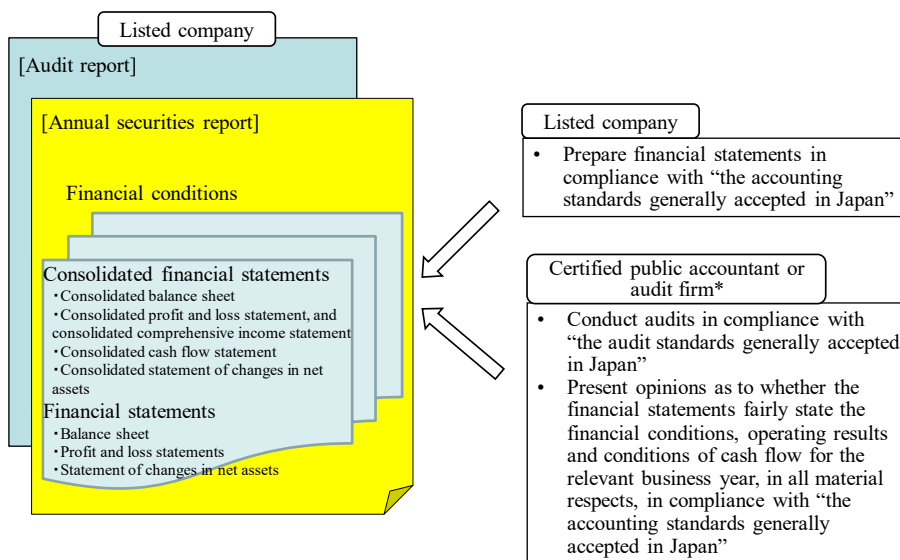 Listed company
[Audit report]
[Annual securities report]
Financial conditions
Consolidated financial statements
・Consolidated balance sheet
・Consolidated profit and loss statement, and
consolidated comprehensive income statement
・Consolidated cash flow statement
・Consolidated statement of changes in net
assets
Financial statements
・Balance sheet
・Profit and loss statements
・Statement of changes in net assets
Listed company
• Prepare financial statements in
compliance with “the accounting
standards generally accepted in Japan”
Certified public accountant or
audit firm*
• Conduct audits in compliance with
“the audit standards generally accepted
in Japan”
• Present opinions as to whether the
financial statements fairly state the
financial conditions, operating results
and conditions of cash flow for the
relevant business year, in all material
respects, in compliance with “the
accounting standards generally
accepted in Japan”